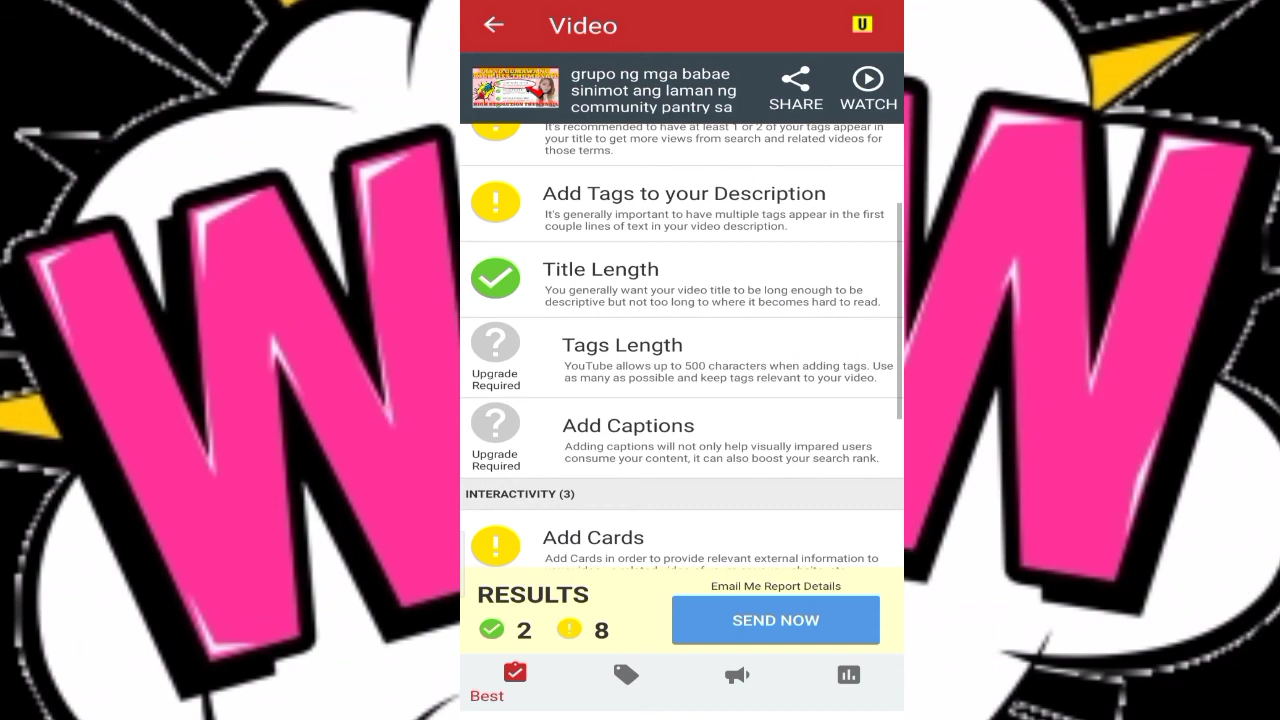 Video
U
grupo ng mga babae
sinimot ang laman ng
community pantry sa
SHARE
WATCH
It's recommended to have at least 1 or 2 of your tags appear in
your title to get more views from search and related videos for
those terms.
Add Tags to your Description
It's generally important to have multiple tags appear in the first
couple lines of text in your video description.
Title Length
You generally want your video title to be long enough to be
descriptive but not too long to where it becomes hard to read.
Tags Length
YouTube allows up to 500 characters when adding tags. Use
as many as possible and keep tags relevant to your video.
Upgrade
Required
Add Captions
Adding captions will not only help visually impared users
consume your content, it can also boost your search rank.
Upgrade
Required
INTERACTIVITY (3)
Add Cards
Add Cards in order to provide relevant external information to
RESULTS
2
8
Email Me Report Details
SEND NOW
Best
W
W